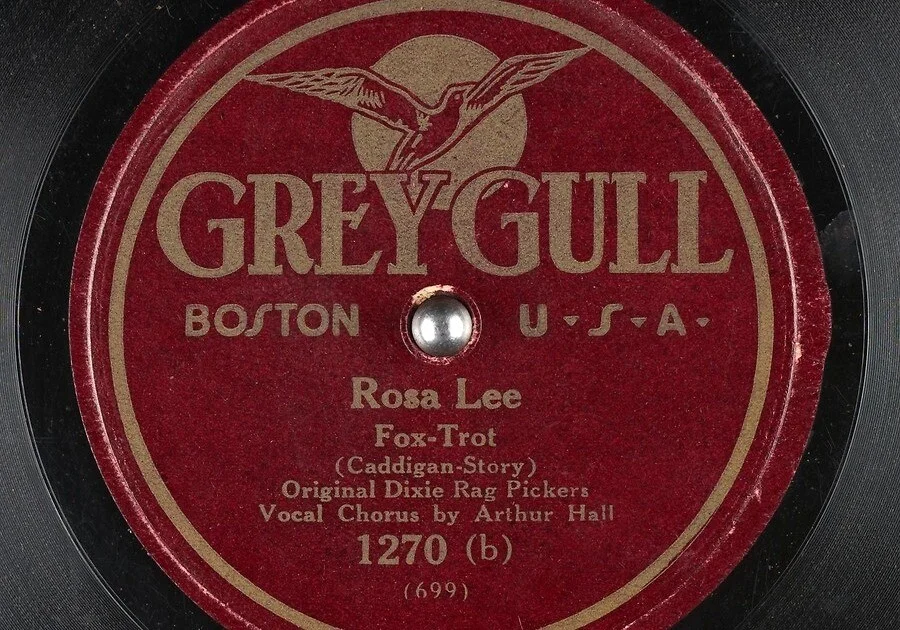 GREY GULL
BOSTON U-S-A-
Rosa Lee
Fox-Trot
(Caddigan-Story)
Original Dixie Rag Pickers
Vocal Chorus by Arthur Hall
1270 (b)
(699)